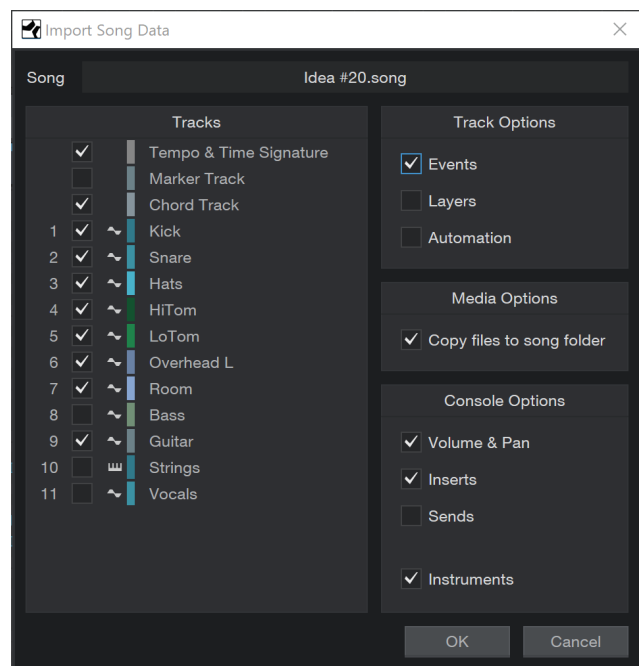 Import Song Data
Song Idea #20.song
Tracks
Tempo & Time Signature
Marker Track
Chord Track
1 Kick
2 Snare
3 Hats
4 HiTom
5 LoTom
6 Overhead L
7 Room
8 Bass
9 Guitar
10 Strings
11 Vocals
Track Options
Events
Layers
Automation
Media Options
Copy files to song folder
Console Options
Volume & Pan
Inserts
Sends
Instruments
OK Cancel